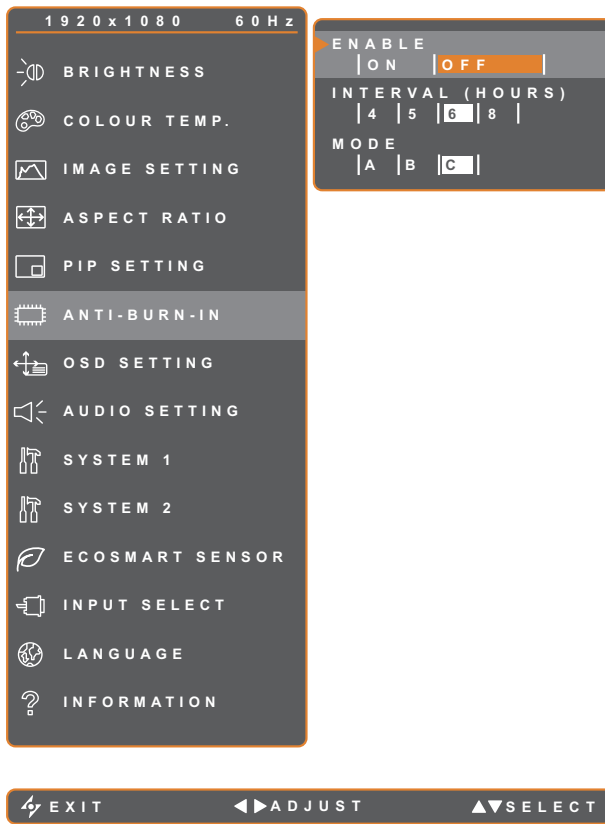 1920x1080 60Hz
BRIGHTNESS
COLOUR TEMP.
IMAGE SETTING
ASPECT RATIO
PIP SETTING
ANTI-BURN-IN
OSD SETTING
AUDIO SETTING
SYSTEM 1
SYSTEM 2
ECOSMART SENSOR
INPUT SELECT
LANGUAGE
INFORMATION
ENABLE
ON OFF
INTERVAL (HOURS)
4 5 6 8
MODE
A B C
EXIT ADJUST SELECT